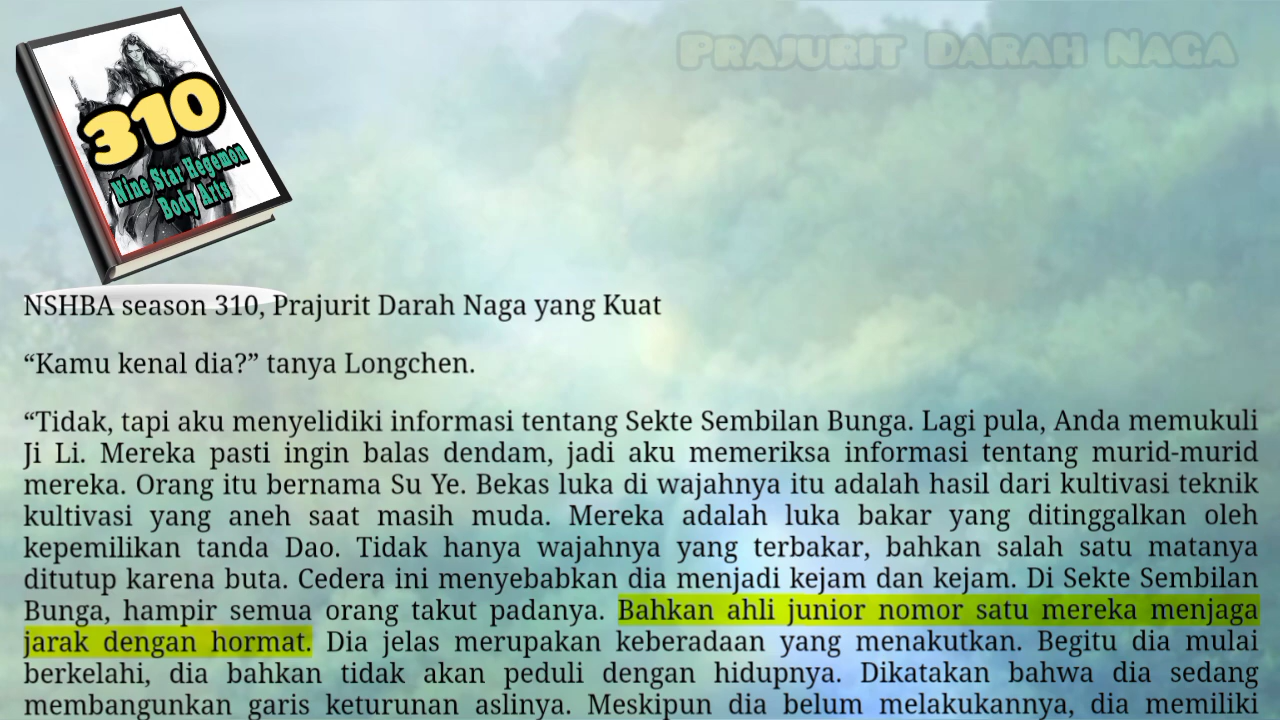 Prajurit Darah Naga
310
Nine Star Hegemon
Body Arts
NSHBA season 310, Prajurit Darah Naga yang Kuat
“Kamu kenal dia?” tanya Longchen.
“Tidak, tapi aku menyelidiki informasi tentang Sekte Sembilan Bunga. Lagi pula, Anda memukuli
Ji Li. Mereka pasti ingin balas dendam, jadi aku memeriksa informasi tentang murid-murid
mereka. Orang itu bernama Su Ye. Bekas luka di wajahnya itu adalah hasil dari kultivasi teknik
kultivasi yang aneh saat masih muda. Mereka adalah luka bakar yang ditinggalkan oleh
kepemilikan tanda Dao. Tidak hanya wajahnya yang terbakar, bahkan salah satu matanya
ditutup karena buta. Cedera ini menyebabkan dia menjadi kejam dan kejam. Di Sekte Sembilan
Bunga, hampir semua orang takut padanya. Bahkan ahli junior nomor satu mereka menjaga
jarak dengan hormat. Dia jelas merupakan keberadaan yang menakutkan. Begitu dia mulai
berkelahi, dia bahkan tidak akan peduli dengan hidupnya. Dikatakan bahwa dia sedang
membangunkan garis keturunan aslinya. Meskipun dia belum melakukannya, dia memiliki